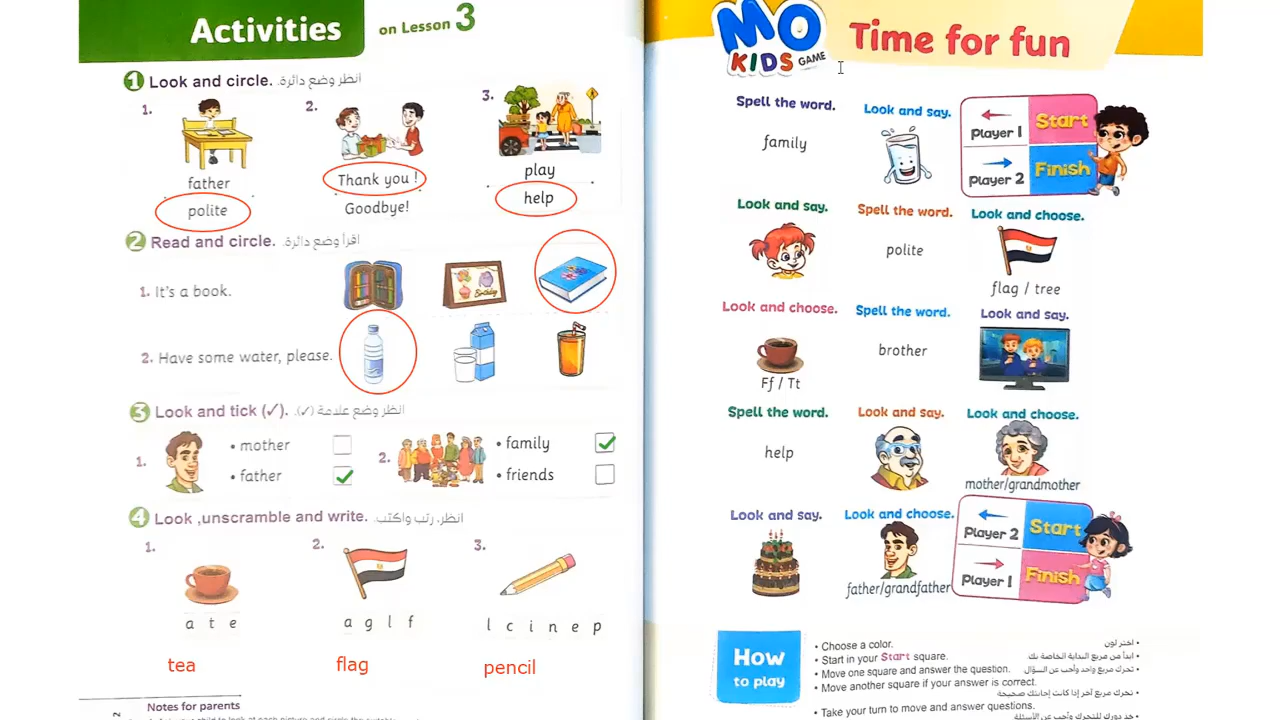 Activities on Lesson 3
1 Look and circle. انظر وضع دائرة.
1.
2.
3.
father
polite
Thank you !
Goodbye!
play
help
2 Read and circle. اقرأ وضع دائرة.
1. It's a book.
Birthday
2. Have some water, please.
3 Look and tick (✓). انظر وضع علامة (✓).
1.
• mother
• father
2.
• family
• friends
4 Look ,unscramble and write. انظر، رتب واكتب.
1.
2.
3.
a t e
a g l f
l c i n e p
tea
flag
pencil
Notes for parents
MO KIDS GAME
Time for fun
Spell the word.
family
Look and say.
Player 1 Start
Player 2 Finish
Look and say.
Spell the word.
polite
Look and choose.
flag / tree
Look and choose.
Ff / Tt
Spell the word.
brother
Look and say.
Spell the word.
help
Look and say.
Look and choose.
mother/grandmother
Look and say.
Look and choose.
father/grandfather
Player 2 Start
Player 1 Finish
How to play
• Choose a color.
• Start in your Start square.
• Move one square and answer the question.
• Move another square if your answer is correct.
• Take your turn to move and answer questions.
• اختر لون
• ابدأ من مربع البداية الخاصة بك
• تحرك مربع واحد وأجب عن السؤال
• تحرك مربع آخر إذا كانت إجابتك صحيحة
• خذ دورك للتحرك وأجب عن الأسئلة